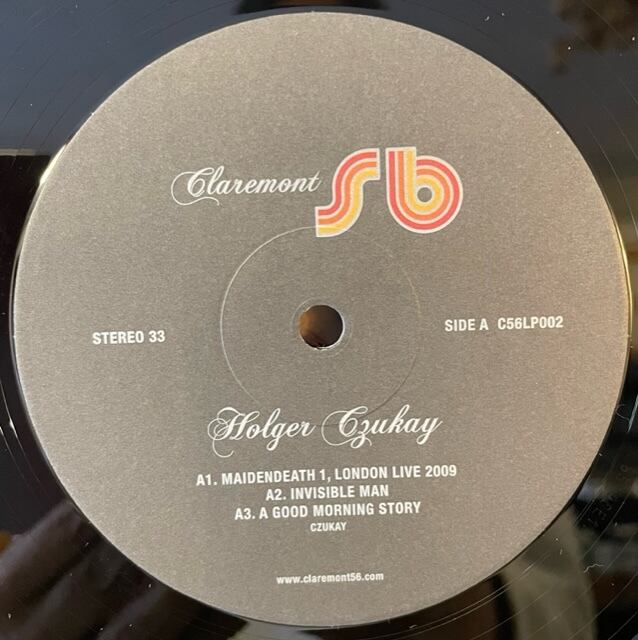 Claremont 56
STEREO 33
SIDE A C56LP002
Holger Czukay
A1. MAIDENDEATH 1, LONDON LIVE 2009
A2. INVISIBLE MAN
A3. A GOOD MORNING STORY
CZUKAY
www.claremont56.com